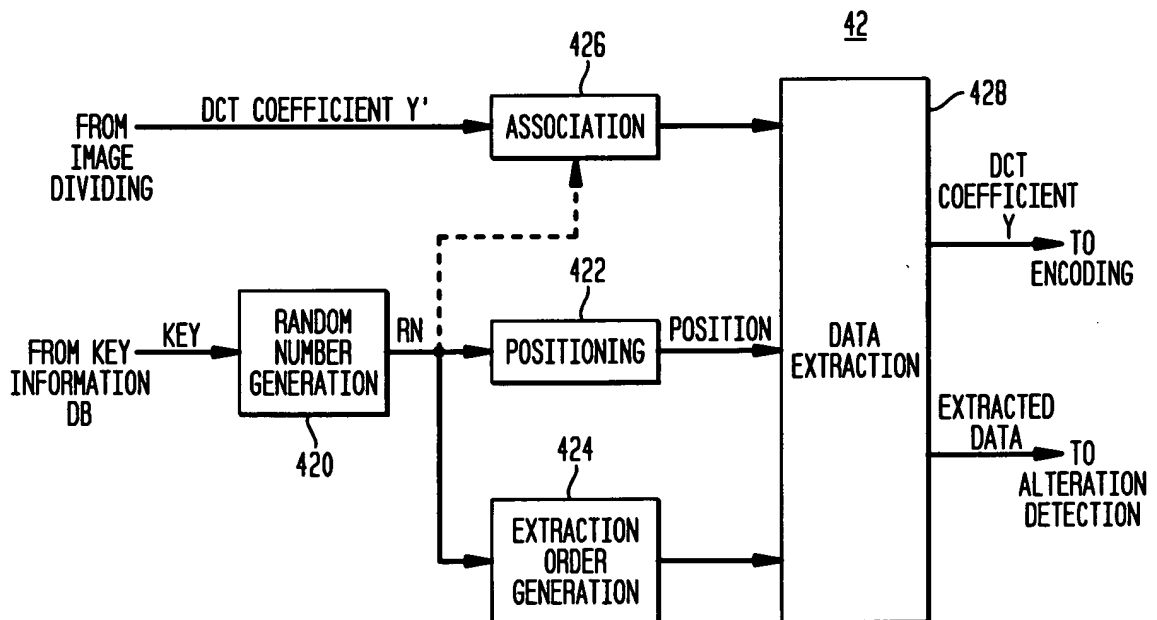 42
426
428
DCT COEFFICIENT Y'
FROM
IMAGE
DIVIDING
ASSOCIATION
DCT
COEFFICIENT
Y
TO
ENCODING
422
KEY
FROM KEY
INFORMATION
DB
RANDOM
NUMBER
GENERATION
420
RN
POSITIONING
POSITION
DATA
EXTRACTION
EXTRACTED
DATA
TO
ALTERATION
DETECTION
424
EXTRACTION
ORDER
GENERATION